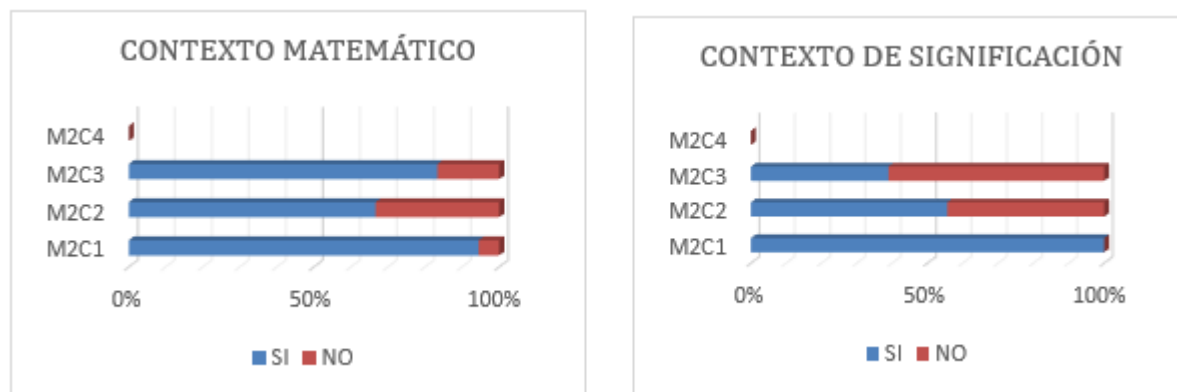 CONTEXTO MATEMÁTICO
M2C4
M2C3
M2C2
M2C1
0% 50% 100%
SI NO
CONTEXTO DE SIGNIFICACIÓN
M2C4
M2C3
M2C2
M2C1
0% 50% 100%
SI NO